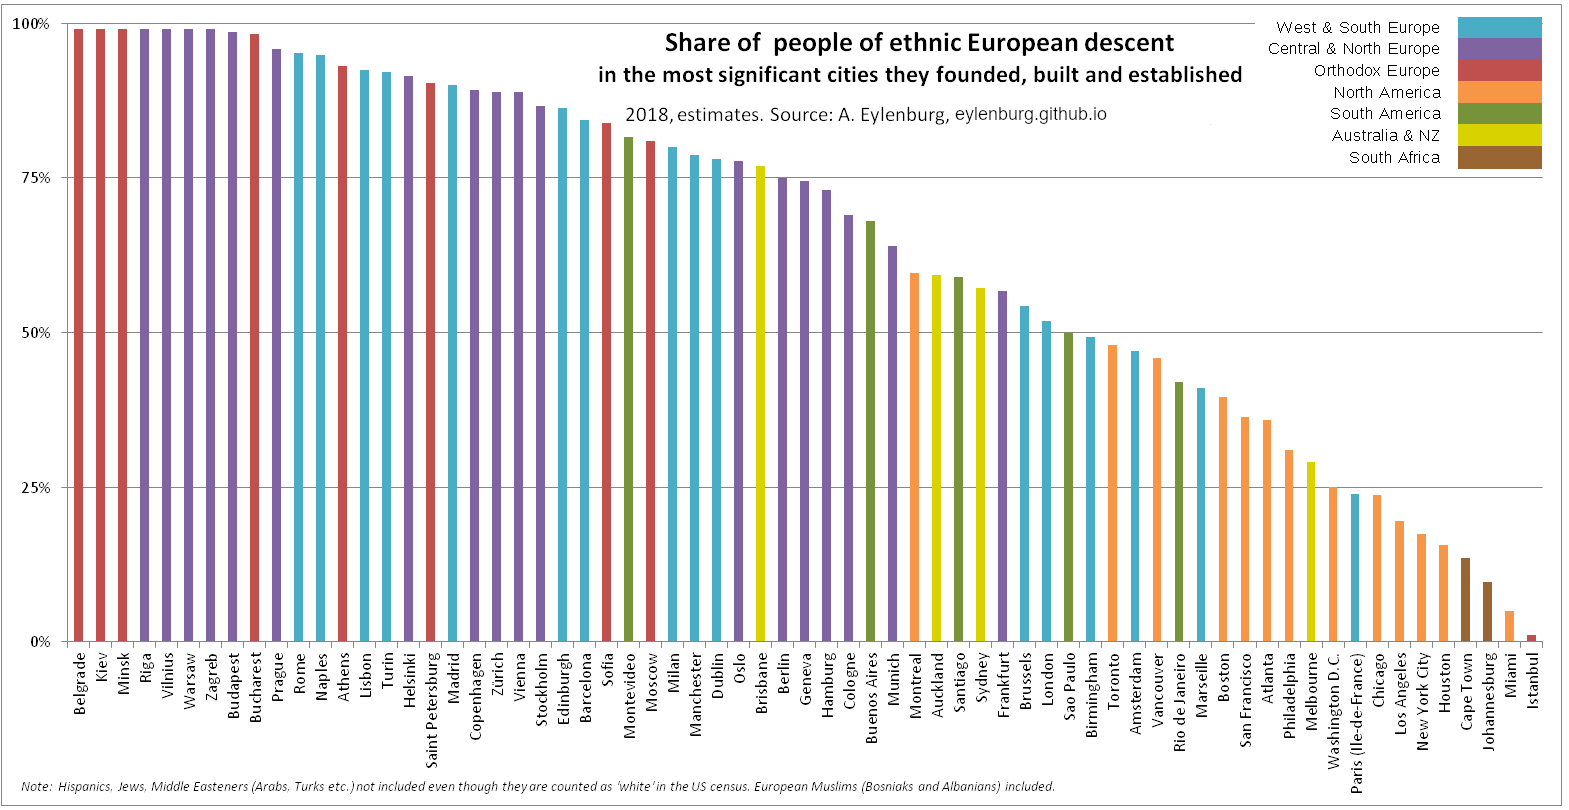 Share of people of ethnic European descent
in the most significant cities they founded, built and established
2018, estimates. Source: A. Eylenburg, eylenburg.github.io
West & South Europe
Central & North Europe
Orthodox Europe
North America
South America
Australia & NZ
South Africa
100%
75%
50%
25%
0%
Belgrade
Kiev
Minsk
Riga
Vilnius
Warsaw
Zagreb
Budapest
Bucharest
Prague
Rome
Naples
Athens
Lisbon
Turin
Helsinki
Saint Petersburg
Madrid
Copenhagen
Zürich
Vienna
Stockholm
Edinburgh
Barcelona
Sofia
Montevideo
Moscow
Milan
Manchester
Dublin
Oslo
Brisbane
Berlin
Geneva
Hamburg
Cologne
Buenos Aires
Munich
Montreal
Auckland
Santiago
Sydney
Frankfurt
Brussels
London
Sao Paulo
Birmingham
Toronto
Amsterdam
Vancouver
Rio de Janeiro
Marseille
Boston
San Francisco
Atlanta
Philadelphia
Melbourne
Washington D.C.
Paris (Ile-de-France)
Chicago
Los Angeles
New York City
Houston
Cape Town
Johannesburg
Miami
Istanbul
Note: Hispanics, Jews, Middle Easteners (Arabs, Turks etc.) not included even though they are counted as 'white' in the US census. European Muslims (Bosniaks and Albanians) included.